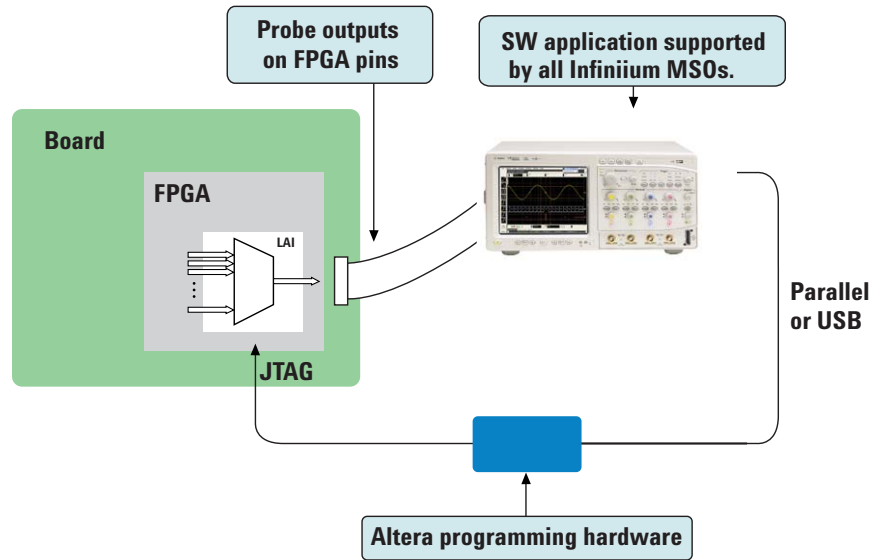 Probe outputs
on FPGA pins
SW application supported
by all Infiniium MSOs.
Board
FPGA
LAI
JTAG
Parallel
or USB
Altera programming hardware